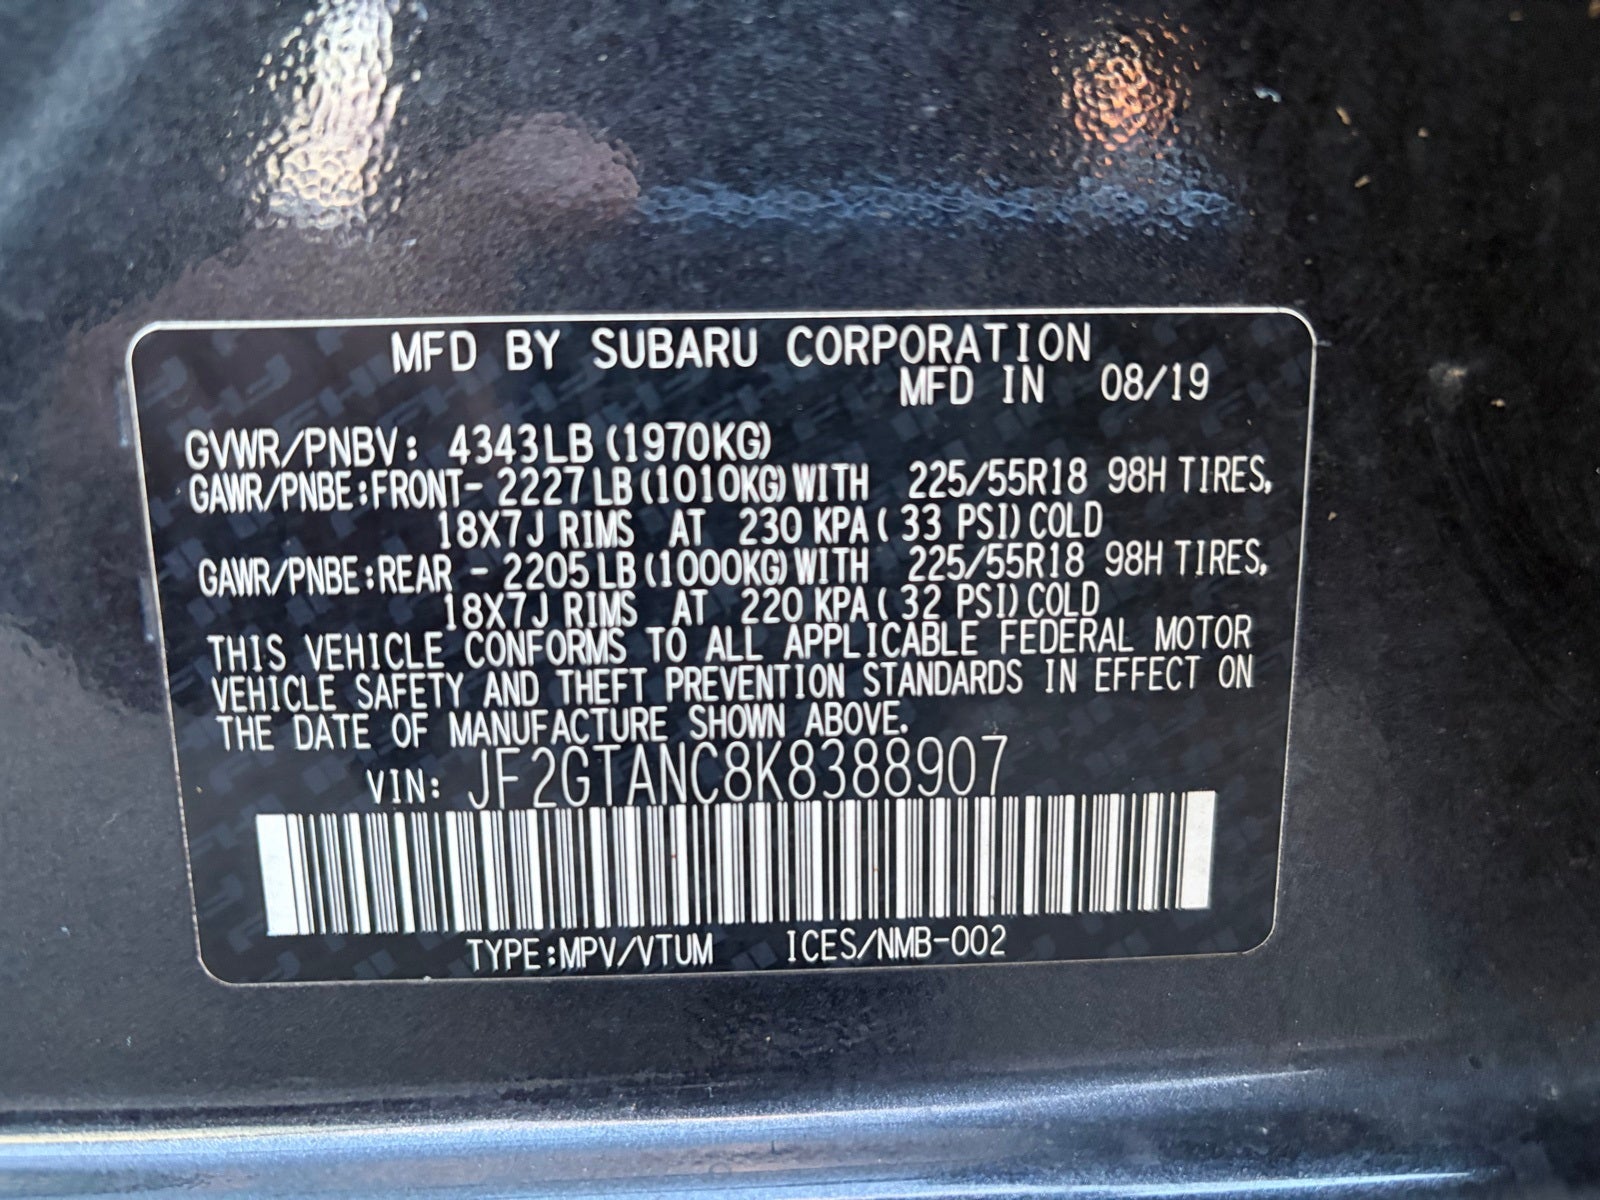 MFD BY SUBARU CORPORATION
MFD IN 08/19
GVWR/PNBV: 4343LB (1970KG)
GAWR/PNBE:FRONT- 2227LB(1010KG)WITH 225/55R18 98H TIRES,
18X7J RIMS AT 230 KPA( 33 PSI)COLD
GAWR/PNBE:REAR - 2205LB(1000KG)WITH 225/55R18 98H TIRES,
18X7J RIMS AT 220 KPA( 32 PSI)COLD
THIS VEHICLE CONFORMS TO ALL APPLICABLE FEDERAL MOTOR
VEHICLE SAFETY AND THEFT PREVENTION STANDARDS IN EFFECT ON
THE DATE OF MANUFACTURE SHOWN ABOVE.
VIN: JF2GTANC8K8388907
TYPE:MPV/VTUM ICES/NMB-002